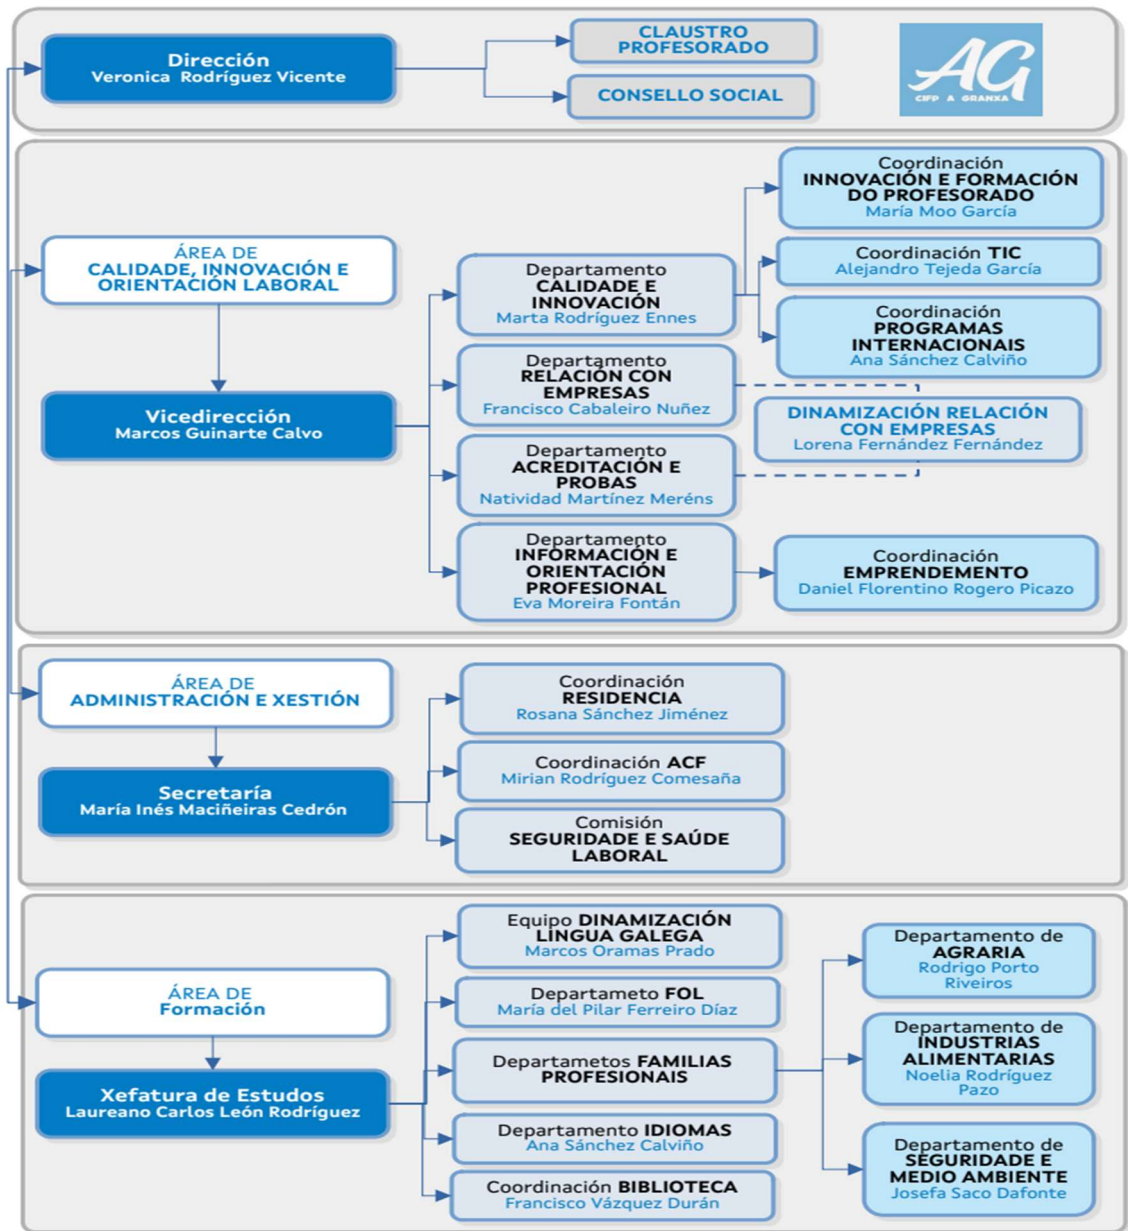 Dirección
Veronica Rodríguez Vicente
CLAUSTRO
PROFESORADO
CONSELLO SOCIAL
AG
CIFP A GRANXA
ÁREA DE
CALIDADE, INNOVACIÓN E
ORIENTACIÓN LABORAL
Vicedirección
Marcos Guinarte Calvo
Departamento
CALIDADE E
INNOVACIÓN
Marta Rodríguez Ennes
Coordinación
INNOVACIÓN E FORMACIÓN
DO PROFESORADO
María Moo García
Coordinación TIC
Alejandro Tejeda García
Coordinación
PROGRAMAS
INTERNACIONAIS
Ana Sánchez Calviño
Departamento
RELACIÓN CON
EMPRESAS
Francisco Cabaleiro Nuñez
DINAMIZACIÓN RELACIÓN
CON EMPRESAS
Lorena Fernández Fernández
Departamento
ACREDITACIÓN E
PROBAS
Natividad Martínez Meréns
Departamento
INFORMACIÓN E
ORIENTACIÓN
PROFESIONAL
Eva Moreira Fontán
Coordinación
EMPRENDEMENTO
Daniel Florentino Rogero Picazo
ÁREA DE
ADMINISTRACIÓN E XESTIÓN
Secretaría
María Inés Maciñeiras Cedrón
Coordinación
RESIDENCIA
Rosana Sánchez Jiménez
Coordinación ACF
Mirian Rodríguez Comesaña
Comisión
SEGURIDADE E SAÚDE
LABORAL
ÁREA DE
Formación
Xefatura de Estudos
Laureano Carlos León Rodríguez
Equipo DINAMIZACIÓN
LÍNGUA GALEGA
Marcos Oramas Prado
Departameto FOL
María del Pilar Ferreiro Díaz
Departametos FAMILIAS
PROFESIONAIS
Departamento IDIOMAS
Ana Sánchez Calviño
Coordinación BIBLIOTECA
Francisco Vázquez Durán
Departamento de
AGRARIA
Rodrigo Porto
Riveiros
Departamento de
INDUSTRIAS
ALIMENTARIAS
Noelia Rodríguez
Pazo
Departamento de
SEGURIDADE E
MEDIO AMBIENTE
Josefa Saco Dafonte